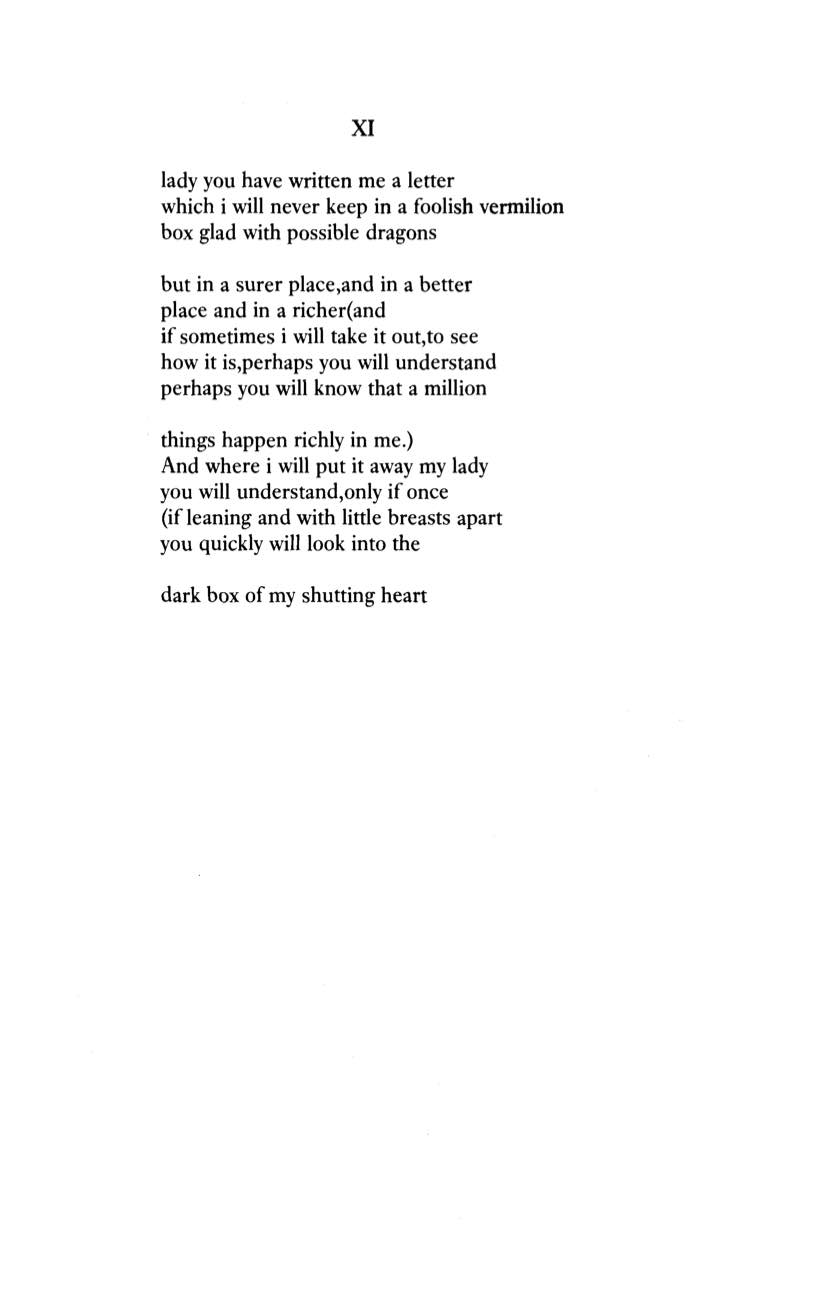 XI
lady you have written me a letter
which i will never keep in a foolish vermilion
box glad with possible dragons
but in a surer place,and in a better
place and in a richer(and
if sometimes i will take it out,to see
how it is,perhaps you will understand
perhaps you will know that a million
things happen richly in me.)
And where i will put it away my lady
you will understand,only if once
(if leaning and with little breasts apart
you quickly will look into the
dark box of my shutting heart